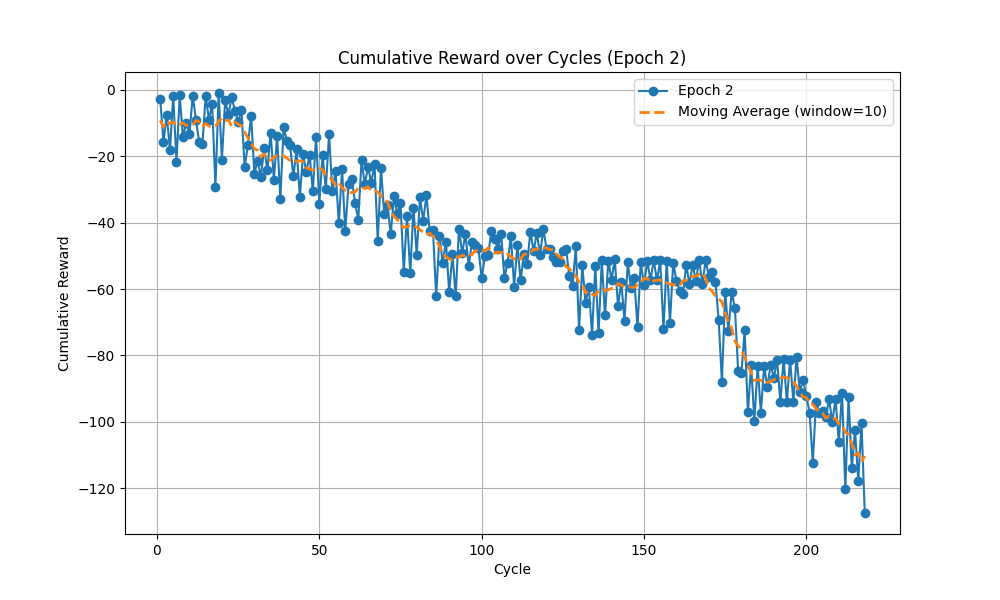 Cumulative Reward over Cycles (Epoch 2)
Epoch 2
Moving Average (window=10)
Cumulative Reward
0
−20
−40
−60
−80
−100
−120
0
50
100
150
200
Cycle